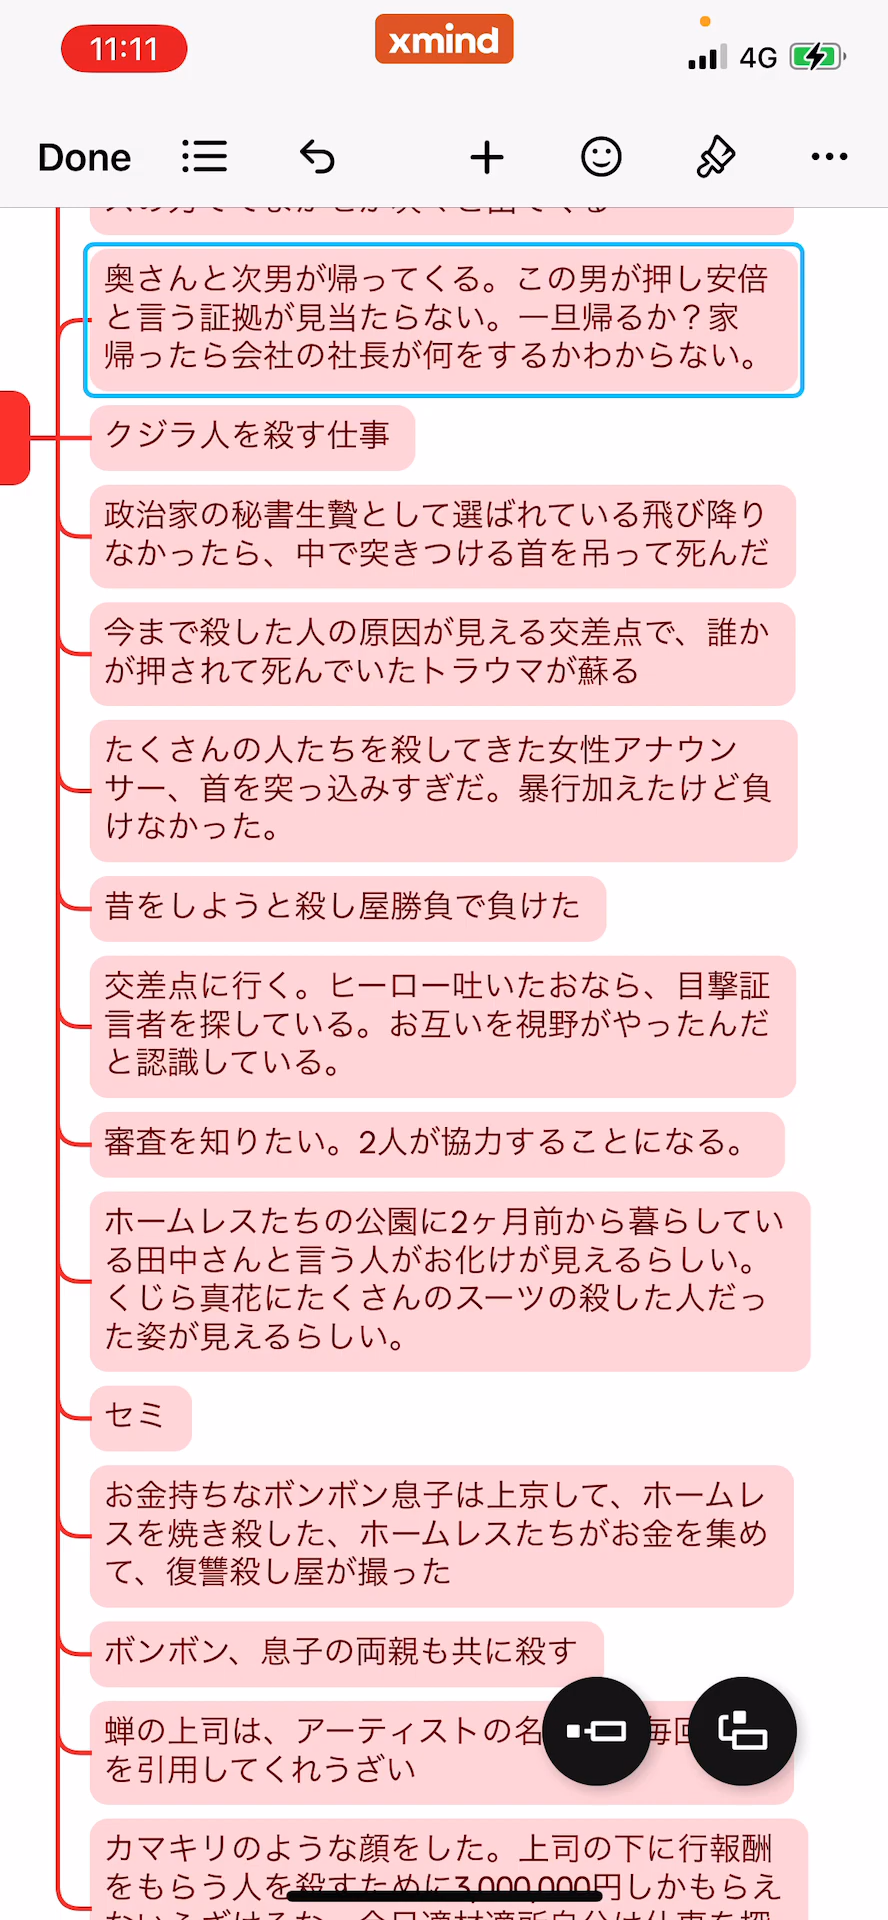 11:11
xmind
4G
Done
奥さんと次男が帰ってくる。この男が押し安倍
と言う証拠が見当たらない。一旦帰るか？家
帰ったら会社の社長が何をするかわからない。
クジラ人を殺す仕事
政治家の秘書生贄として選ばれている飛び降り
なかったら、中で突きつける首を吊って死んだ
今まで殺した人の原因が見える交差点で、誰か
が押されて死んでいたトラウマが蘇る
たくさんの人たちを殺してきた女性アナウン
サー、首を突っ込みすぎだ。暴行加えたけど負
けなかった。
昔をしようと殺し屋勝負で負けた
交差点に行く。ヒーロー吐いたおなら、目撃証
言者を探している。お互いを視野がやったんだ
と認識している。
審査を知りたい。2人が協力することになる。
ホームレスたちの公園に2ヶ月前から暮らしてい
る田中さんと言う人がお化けが見えるらしい。
くじら真花にたくさんのスーツの殺した人だっ
た姿が見えるらしい。
セミ
お金持ちなボンボン息子は上京して、ホームレ
スを焼き殺した、ホームレスたちがお金を集め
て、復讐殺し屋が撮った
ボンボン、息子の両親も共に殺す
蝉の上司は、アーティストの名 毎回
を引用してくれうざい
カマキリのような顔をした。上司の下に行報酬
をもらう人を殺すために3,000,000円しかもらえ